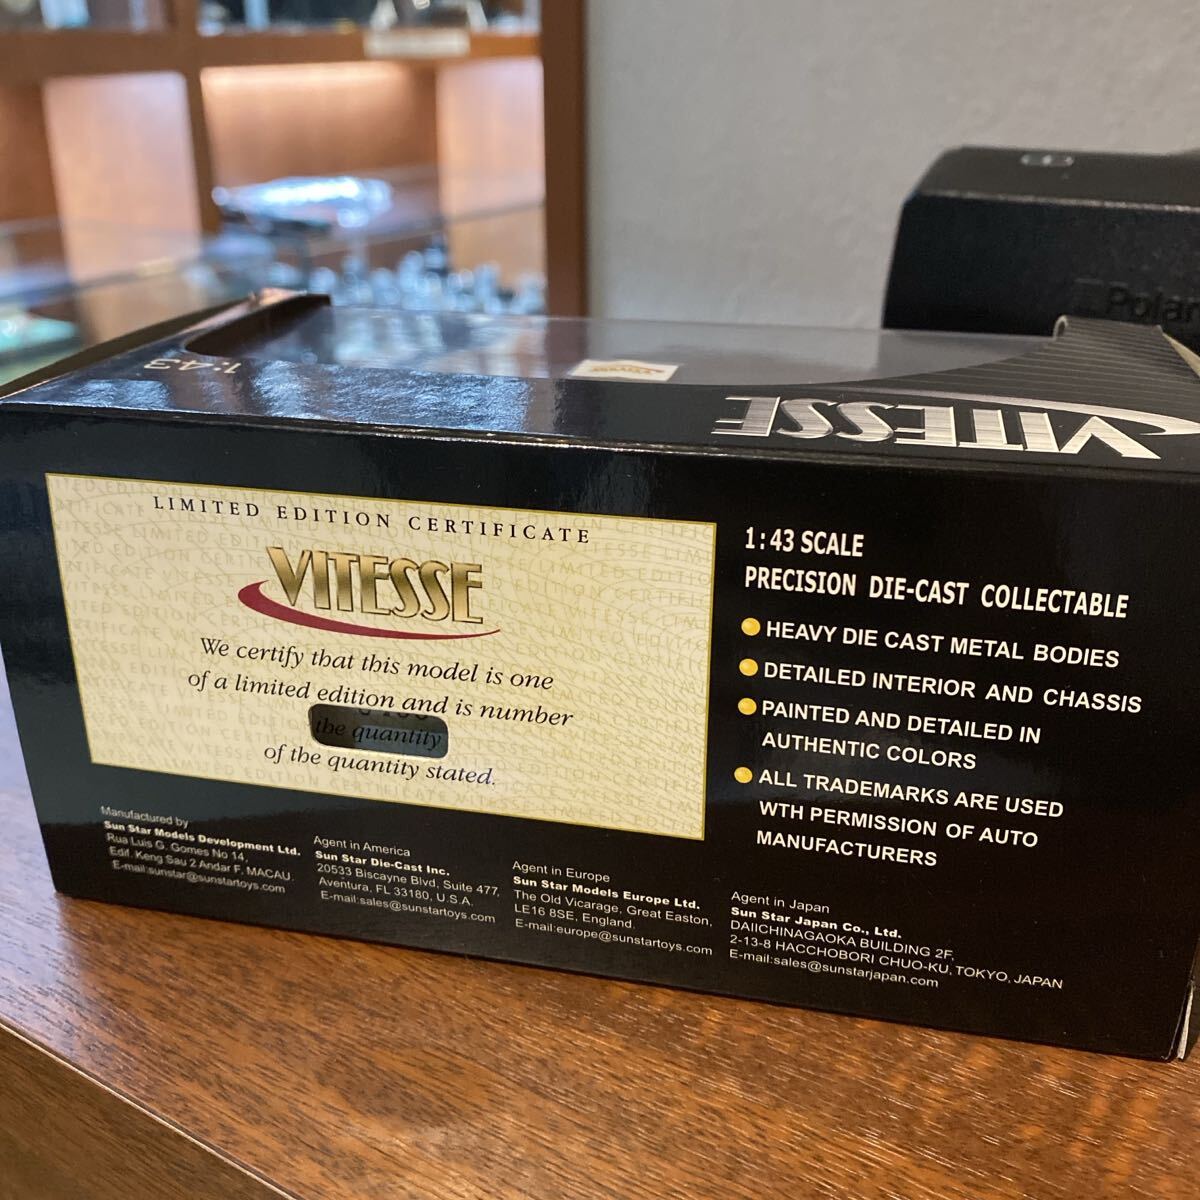 Polar
1:43
VITESSE
LIMITED EDITION CERTIFICATE
VITESSE
We certify that this model is one
of a limited edition and is number
the quantity
of the quantity stated.
1:43 SCALE
PRECISION DIE-CAST COLLECTABLE
HEAVY DIE CAST METAL BODIES
DETAILED INTERIOR AND CHASSIS
PAINTED AND DETAILED IN
AUTHENTIC COLORS
ALL TRADEMARKS ARE USED
WTH PERMISSION OF AUTO
MANUFACTURERS
Manufactured by
Sun Star Models Development Ltd.
Rua Luis G. Gomes No 14,
Edif. Keng Sau 2 Andar F, MACAU.
E-mail:sunstar@sunstartoys.com
Agent in America
Sun Star Die-Cast Inc.
20533 Biscayne Blvd, Suite 477,
Aventura, FL 33180, U.S.A.
E-mail:sales@sunstartoys.com
Agent in Europe
Sun Star Models Europe Ltd.
The Old Vicarage, Great Easton,
LE16 8SE, England.
E-mail:europe@sunstartoys.com
Agent in Japan
Sun Star Japan Co., Ltd.
DAIICHINAGAOKA BUILDING 2F,
2-13-8 HACCHOBORI CHUO-KU, TOKYO, JAPAN
E-mail:sales@sunstarjapan.com